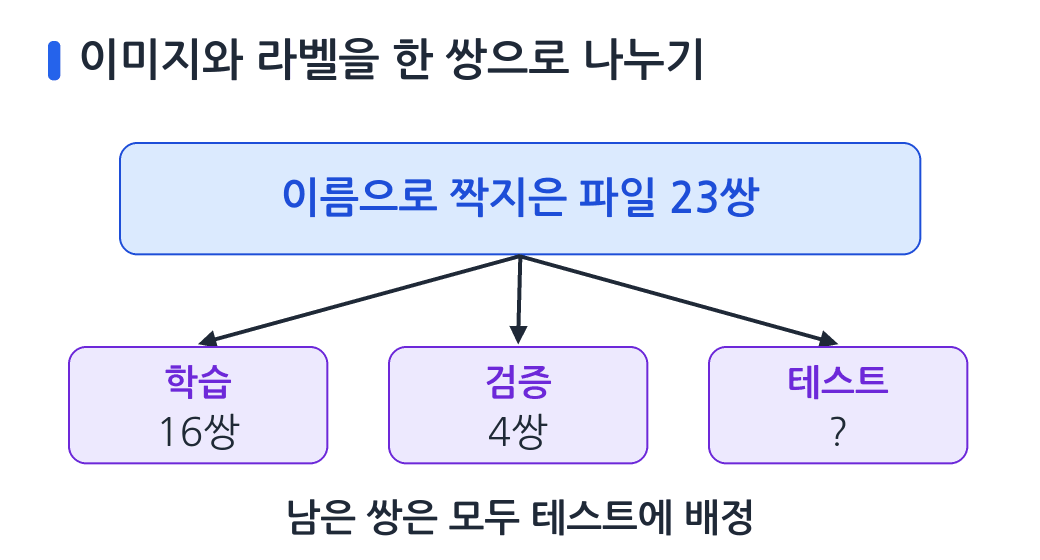 이미지와 라벨을 한 쌍으로 나누기
이름으로 짝지은 파일 23쌍
학습
16쌍
검증
4쌍
테스트
?
남은 쌍은 모두 테스트에 배정